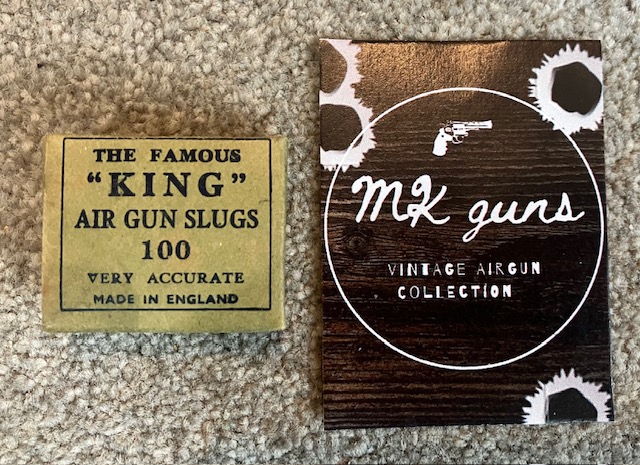 THE FAMOUS
"KING"
AIR GUN SLUGS
100
VERY ACCURATE
MADE IN ENGLAND
MK guns
VINTAGE AIRGUN
COLLECTION